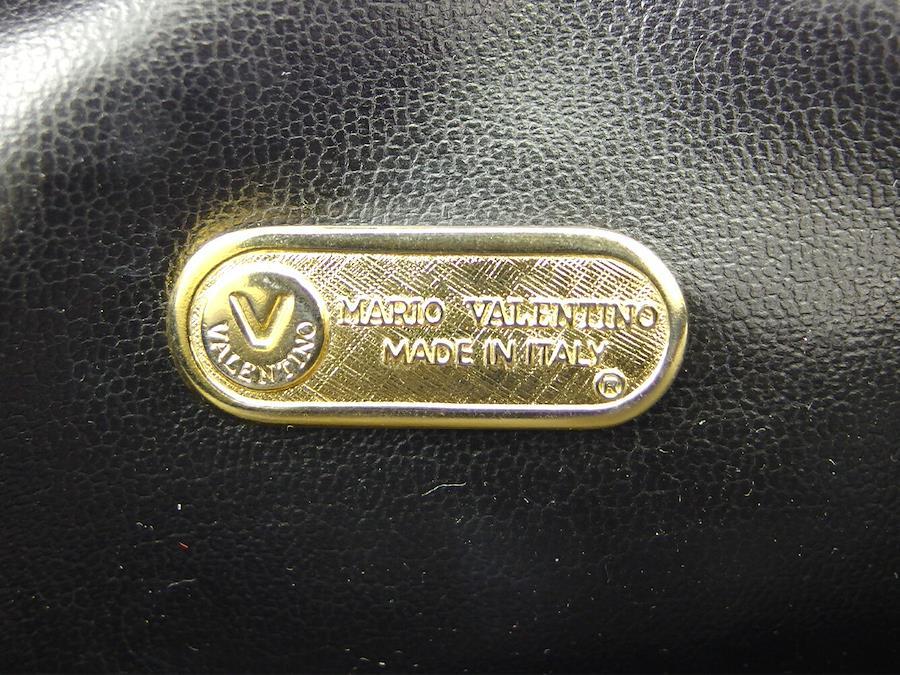 V
VALENTINO
MARIO VALENTINO
MADE IN ITALY
®